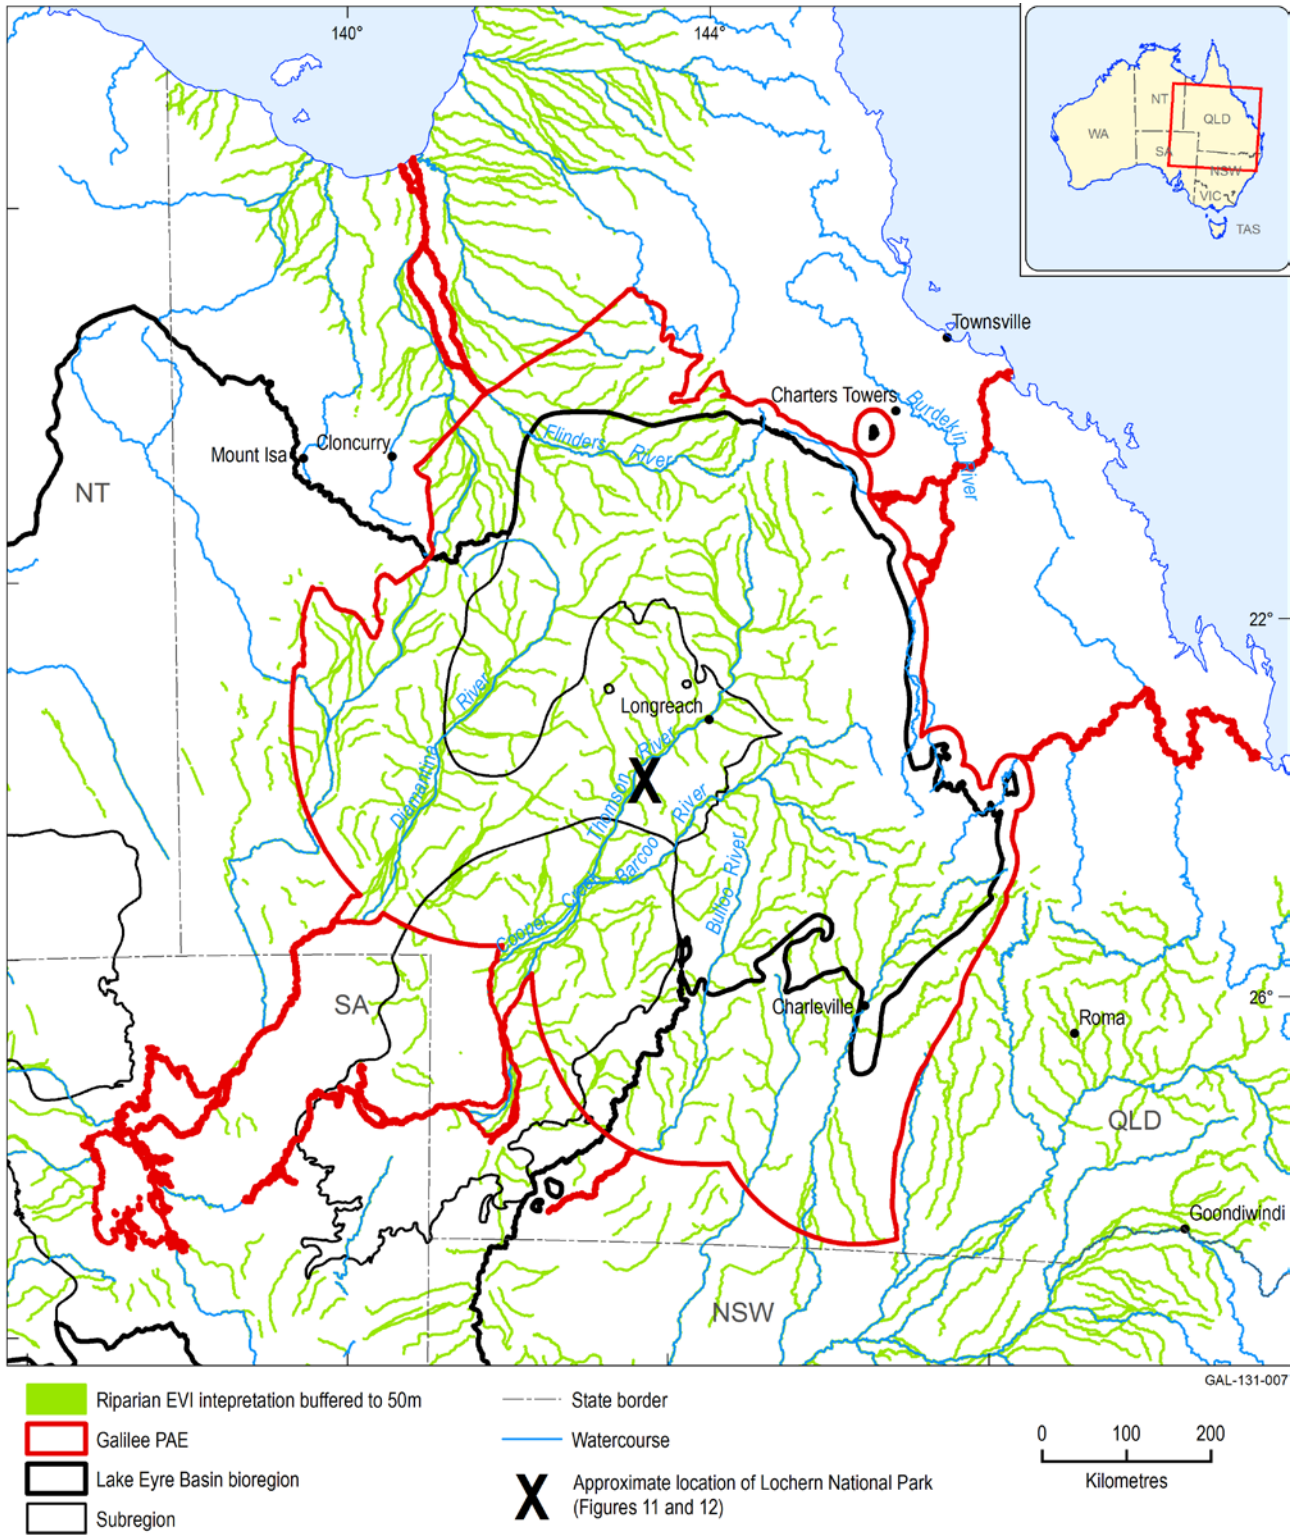 140°
144°
NT
QLD
WA
SA
NSW
VIC
TAS
Townsville
Charters Towers
Burdekin
River
Flinders
River
Mount Isa
Cloncurry
NT
22°
River
Longreach
River
Diamantina
Thomson
River
Barcoo
Bulloo River
Cooper Creek
SA
Charleville
26°
Roma
QLD
Goondiwindi
NSW
GAL-131-007
Riparian EVI intepretation buffered to 50m
Galilee PAE
Lake Eyre Basin bioregion
Subregion
State border
Watercourse
X Approximate location of Lochern National Park
(Figures 11 and 12)
0 100 200
Kilometres